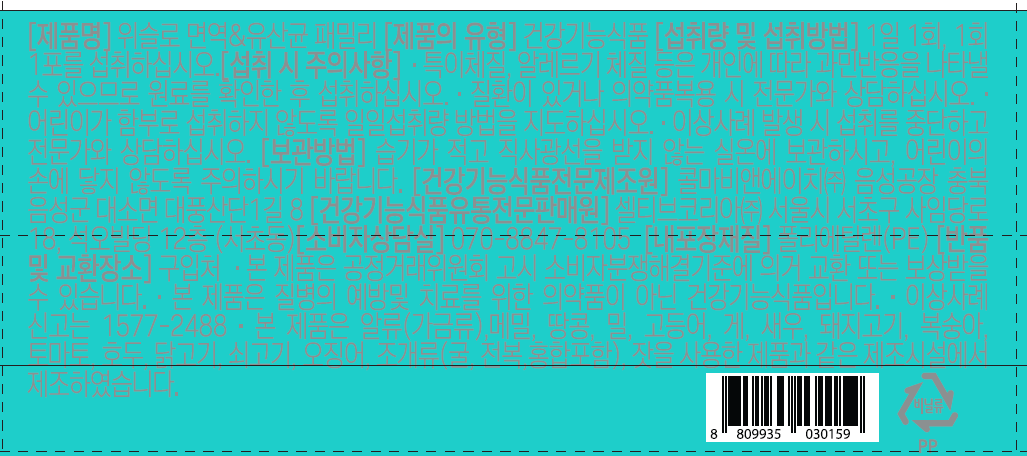 [제품명] 위슬로 면역&유산균 패밀리 [제품의 유형] 건강기능식품 [섭취량 및 섭취방법] 1일 1회, 1회
1포를 섭취하십시오.[섭취 시 주의사항] · 특이체질, 알레르기 체질 등은 개인에 따라 과민반응을 나타낼
수 있으므로 원료를 확인한 후 섭취하십시오. · 질환이 있거나 의약품복용 시 전문가와 상담하십시오. ·
어린이가 함부로 섭취하지 않도록 일일섭취량 방법을 지도하십시오. · 이상사례 발생 시 섭취를 중단하고
전문가와 상담하십시오. [보관방법] 습기가 적고 직사광선을 받지 않는 실온에 보관하시고, 어린이의
손에 닿지 않도록 주의하시기 바랍니다. [건강기능식품전문제조원] 콜마비앤에이치㈜ 음성공장 충북
음성군 대소면 대풍산단1길 8 [건강기능식품유통전문판매원] 셀티브코리아㈜ 서울시 서초구 사임당로
18, 석오빌딩 12층 (서초동)[소비자상담실] 070-8847-8105 [내포장재질] 폴리에틸렌(PE) [반품
및 교환장소] 구입처 · 본 제품은 공정거래위원회 고시 소비자분쟁해결기준에 의거 교환 또는 보상받을
수 있습니다. · 본 제품은 질병의 예방및 치료를 위한 의약품이 아닌 건강기능식품입니다. · 이상사례
신고는 1577-2488 · 본 제품은 알류(가금류),메밀, 땅콩, 밀, 고등어, 게, 새우, 돼지고기, 복숭아,
토마토, 호두, 닭고기, 쇠고기, 오징어, 조개류(굴, 전복,홍합포함), 잣을 사용한 제품과 같은 제조시설에서
제조하였습니다.
비닐류
8 809935 030159
PP